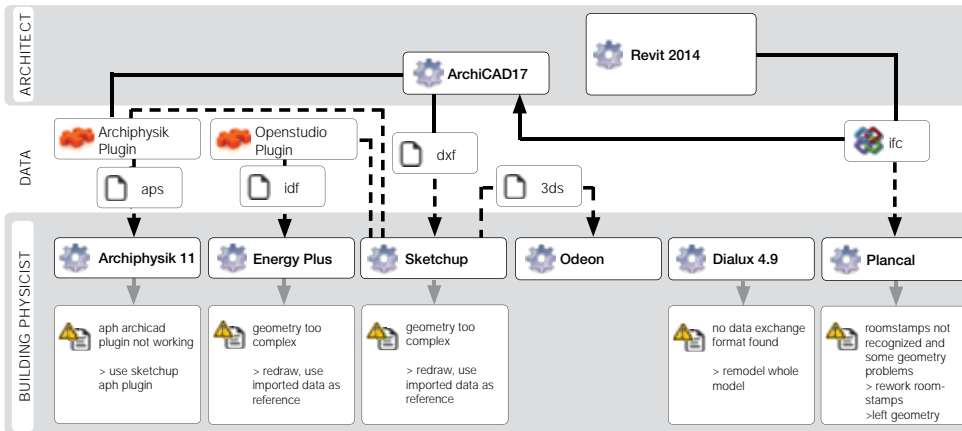 ARCHITECT
Revit 2014
ArchiCAD17
DATA
Archiphysik
Plugin
Openstudio
Plugin
dxf
ifc
aps
idf
3ds
BUILDING PHYSICIST
Archiphysik 11
Energy Plus
Sketchup
Odeon
Dialux 4.9
Plancal
aph archicad
plugin not working
> use sketchup
aph plugin
geometry too
complex
> redraw, use
imported data as
reference
geometry too
complex
> redraw, use
imported data as
reference
no data exchange
format found
> remodel whole
model
roomstamps not
recognized and
some geometry
problems
> rework room-
stamps
>left geometry